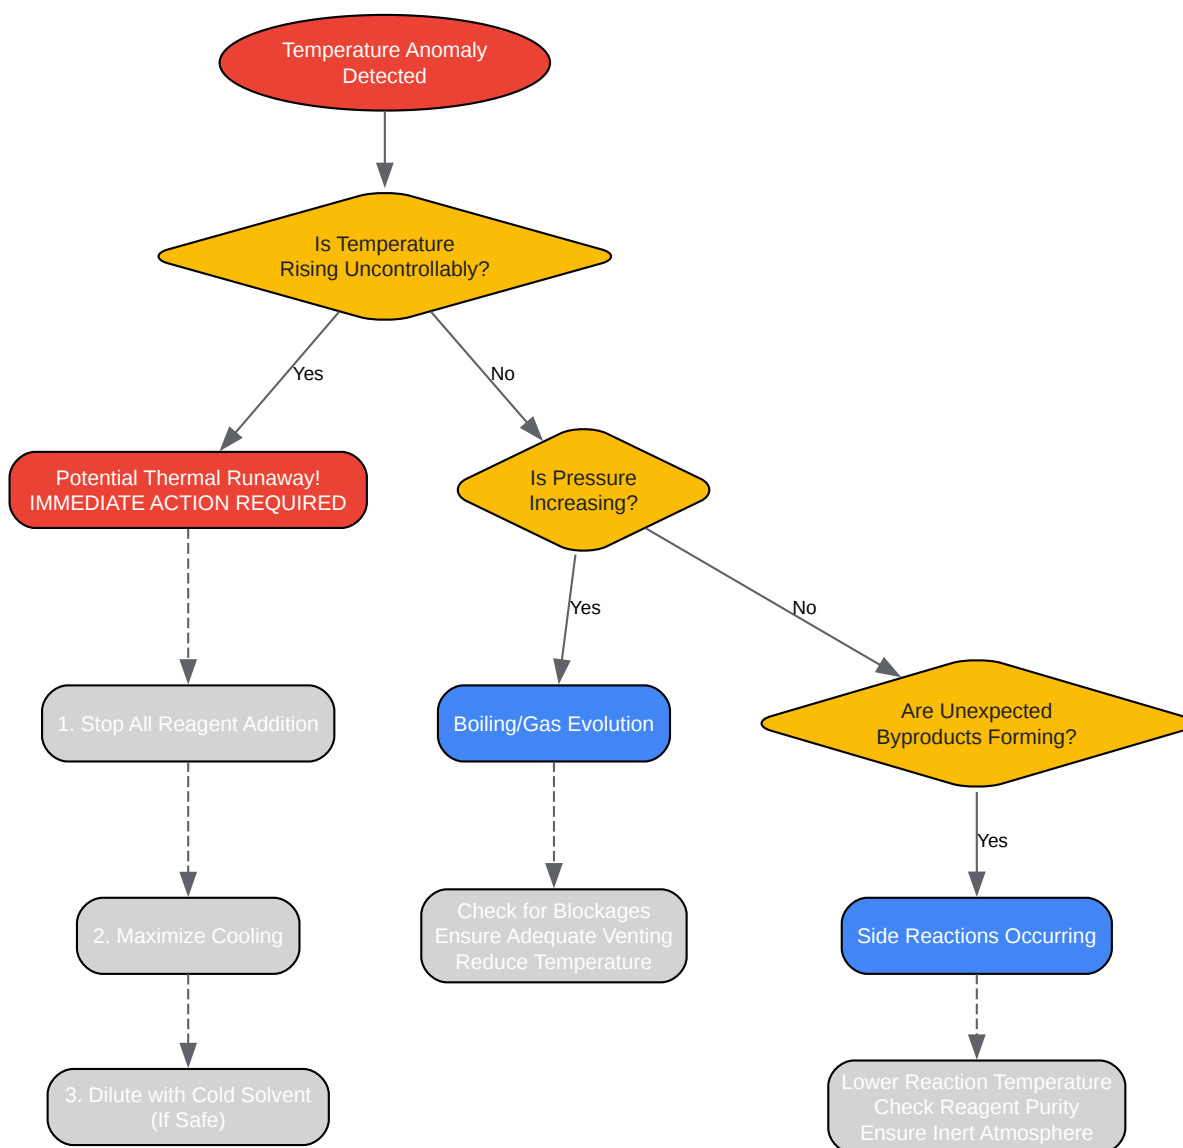 Temperature Anomaly
Detected
Is Temperature
Rising Uncontrollably?
Yes
No
Potential Thermal Runaway!
IMMEDIATE ACTION REQUIRED
Is Pressure
Increasing?
Yes
No
1. Stop All Reagent Addition
Boiling/Gas Evolution
Are Unexpected
Byproducts Forming?
Yes
2. Maximize Cooling
Check for Blockages
Ensure Adequate Venting
Reduce Temperature
Side Reactions Occurring
3. Dilute with Cold Solvent
(If Safe)
Lower Reaction Temperature
Check Reagent Purity
Ensure Inert Atmosphere